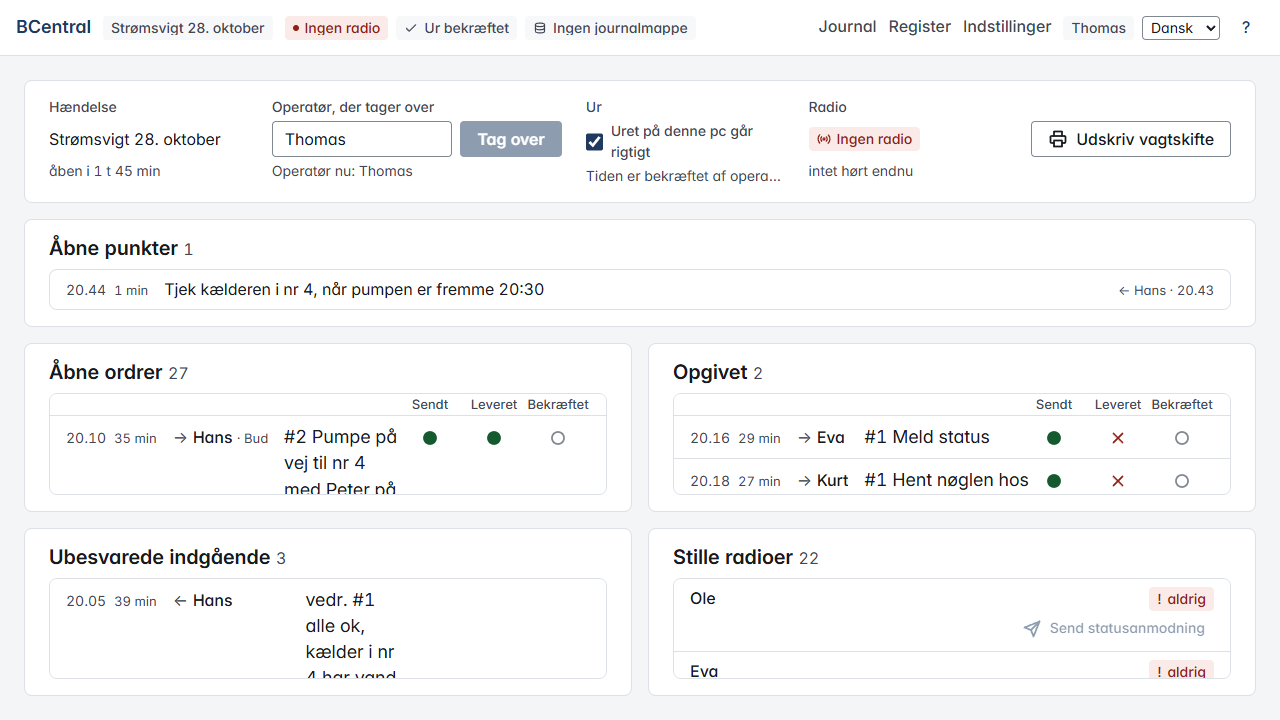 BCentral Strømsvigt 28. oktober Ingen radio Ur bekræftet Ingen journalmappe Journal Register Indstillinger Thomas Dansk ?
Hændelse
Strømsvigt 28. oktober
åben i 1 t 45 min
Operatør, der tager over
Thomas Tag over
Operatør nu: Thomas
Ur
Uret på denne pc går
rigtigt
Tiden er bekræftet af opera...
Radio
Ingen radio
intet hørt endnu
Udskriv vagtskifte
Åbne punkter 1
20.44 1 min Tjek kælderen i nr 4, når pumpen er fremme 20:30 ← Hans · 20.43
Åbne ordrer 27
Sendt Leveret Bekræftet
20.10 35 min → Hans · Bud #2 Pumpe på
vej til nr 4
med Peter på
Opgivet 2
Sendt Leveret Bekræftet
20.16 29 min → Eva #1 Meld status
20.18 27 min → Kurt #1 Hent nøglen hos
Ubesvarede indgående 3
20.05 39 min ← Hans vedr. #1
alle ok,
kælder i nr
4 har vand
Stille radioer 22
Ole ! aldrig
Send statusanmodning
Eva ! aldrig